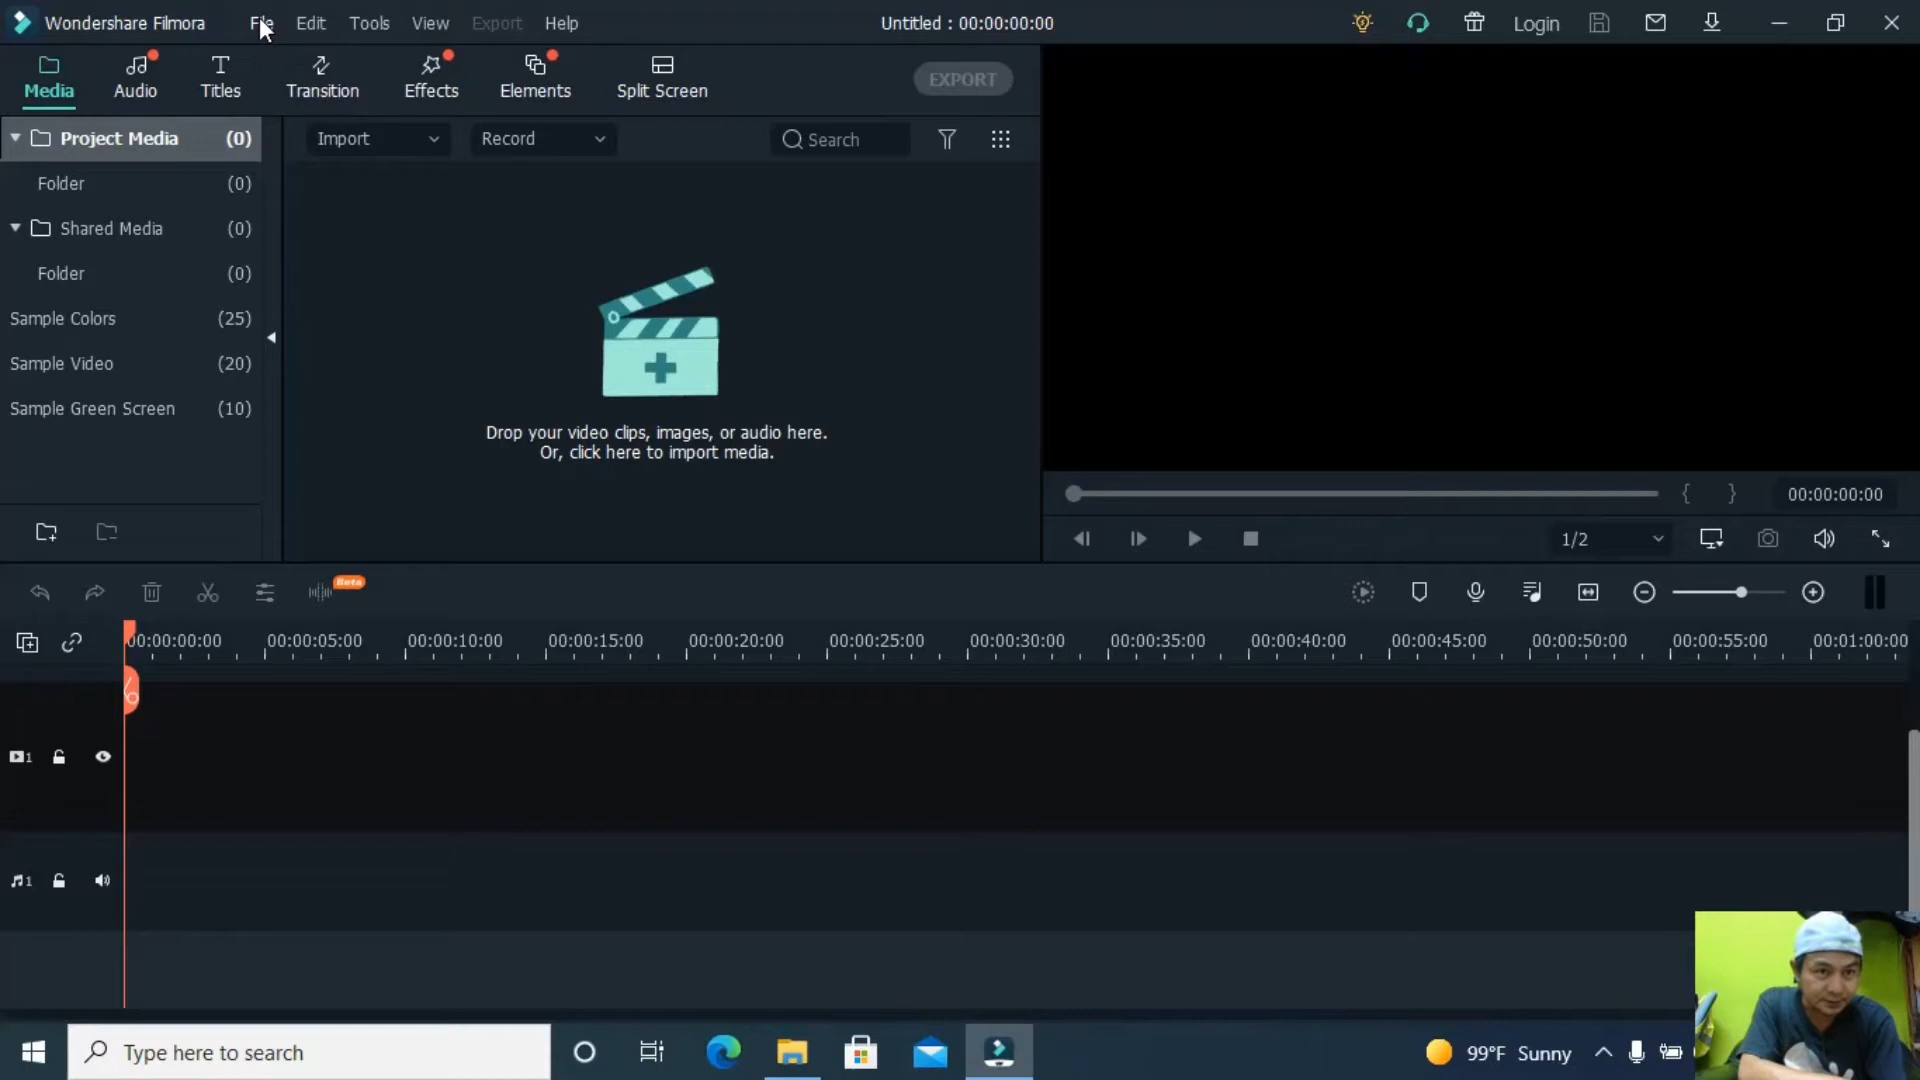 Wondershare Filmora File Edit Tools View Export Help Untitled : 00:00:00:00 Login
Media Audio Titles Transition Effects Elements Split Screen EXPORT
Project Media (0) Import Record Search
Folder (0)
Shared Media (0)
Folder (0)
Sample Colors (25)
Sample Video (20)
Sample Green Screen (10)
Drop your video clips, images, or audio here.
Or, click here to import media.
{ } 00:00:00:00
1/2
Beta
00:00:00:00 00:00:05:00 00:00:10:00 00:00:15:00 00:00:20:00 00:00:25:00 00:00:30:00 00:00:35:00 00:00:40:00 00:00:45:00 00:00:50:00 00:00:55:00 00:01:00:00
1
1
Type here to search 99°F Sunny